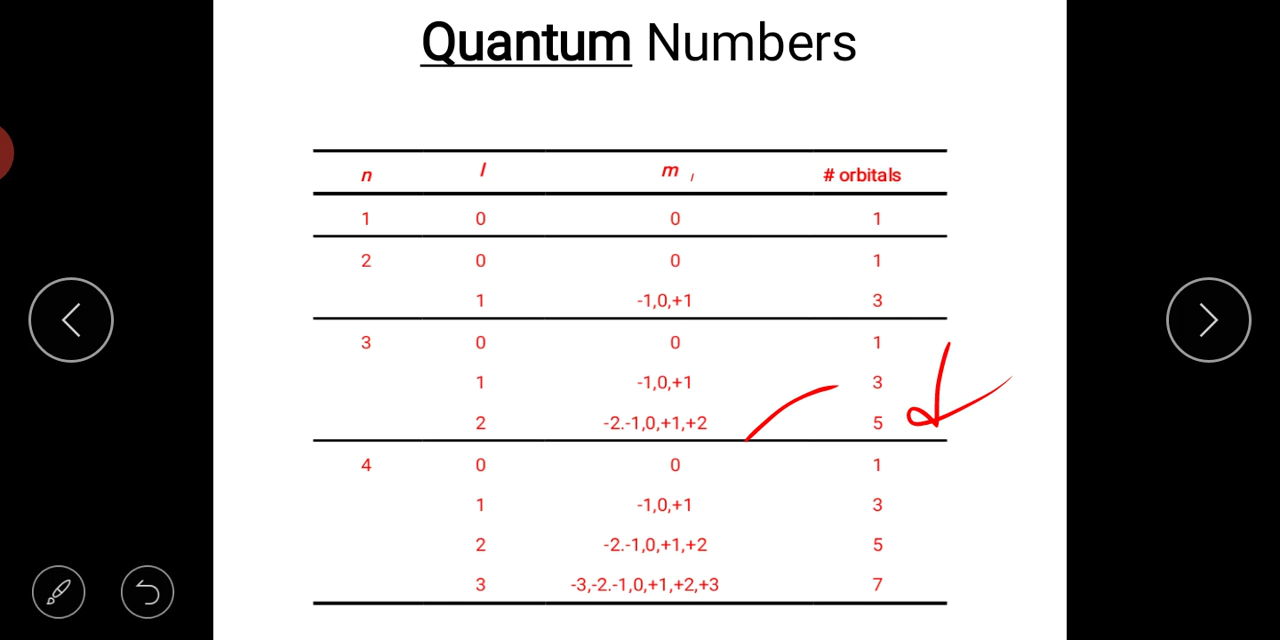 Quantum Numbers
n l m l # orbitals
1 0 0 1
2 0 0 1
1 -1,0,+1 3
3 0 0 1
1 -1,0,+1 3
2 -2.-1,0,+1,+2 5
4 0 0 1
1 -1,0,+1 3
2 -2.-1,0,+1,+2 5
3 -3,-2.-1,0,+1,+2,+3 7